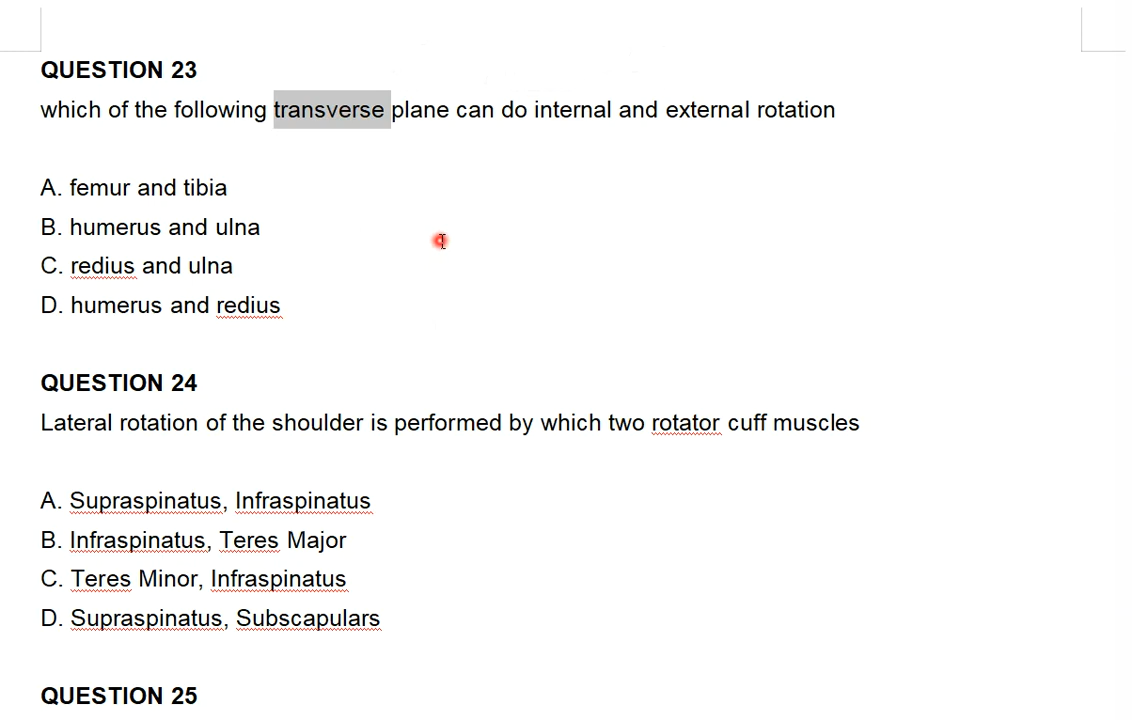 QUESTION 23
which of the following transverse plane can do internal and external rotation
A. femur and tibia
B. humerus and ulna
C. redius and ulna
D. humerus and redius
QUESTION 24
Lateral rotation of the shoulder is performed by which two rotator cuff muscles
A. Supraspinatus, Infraspinatus
B. Infraspinatus, Teres Major
C. Teres Minor, Infraspinatus
D. Supraspinatus, Subscapulars
QUESTION 25